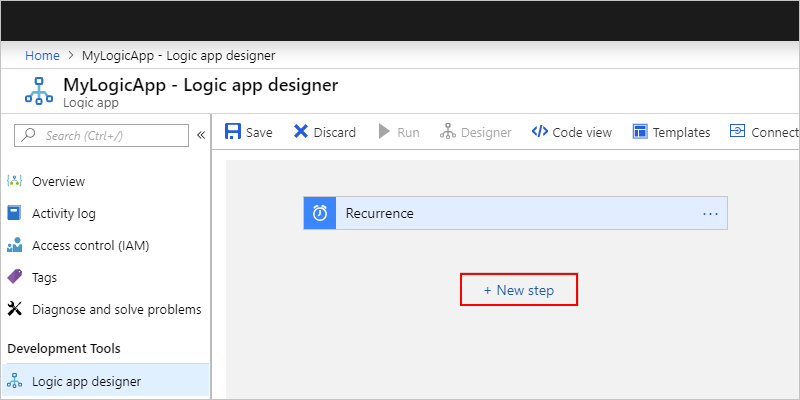 Home > MyLogicApp - Logic app designer
MyLogicApp - Logic app designer
Logic app
Search (Ctrl+/) «
Save Discard Run Designer Code view Templates Connect
Overview
Activity log
Access control (IAM)
Tags
Diagnose and solve problems
Development Tools
Logic app designer
Recurrence ...
+ New step